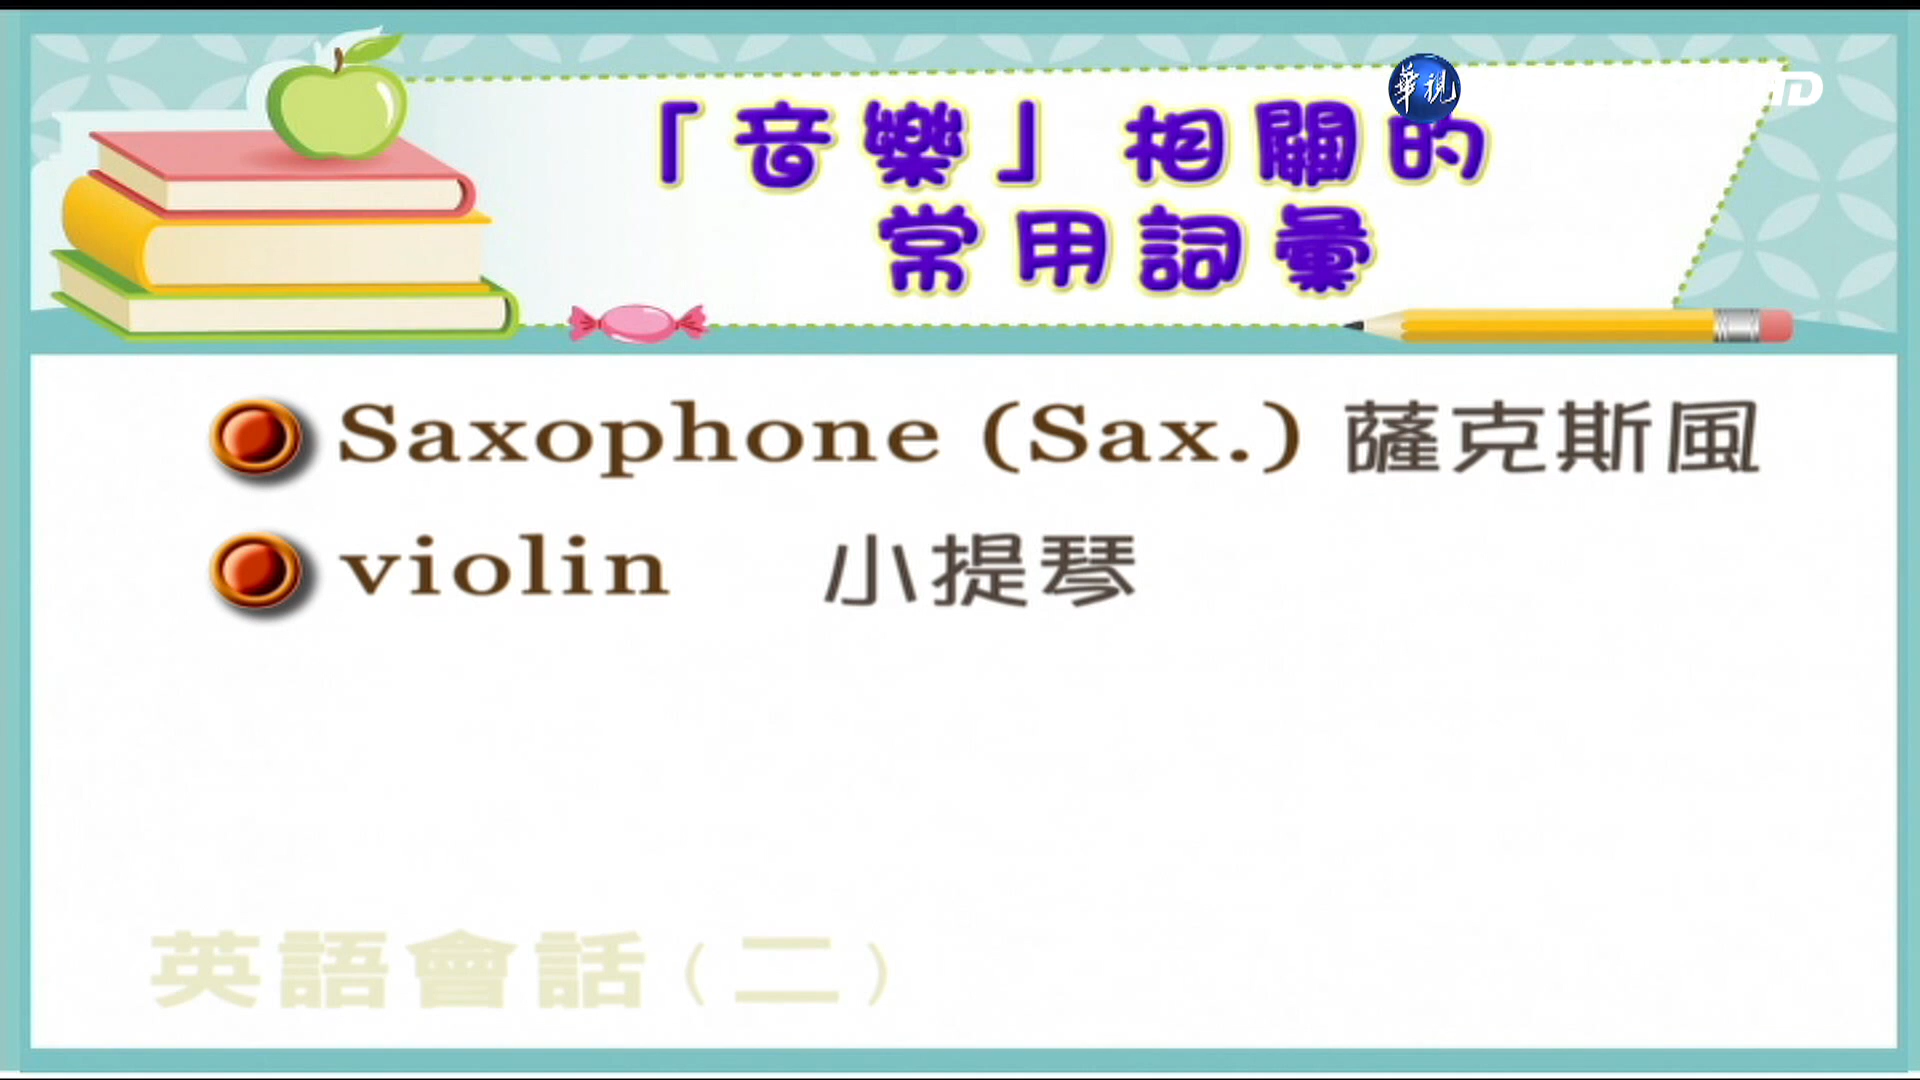 華視
HD
「音樂」相關的
常用詞彙
Saxophone (Sax.) 薩克斯風
violin 小提琴
英語會話（二）